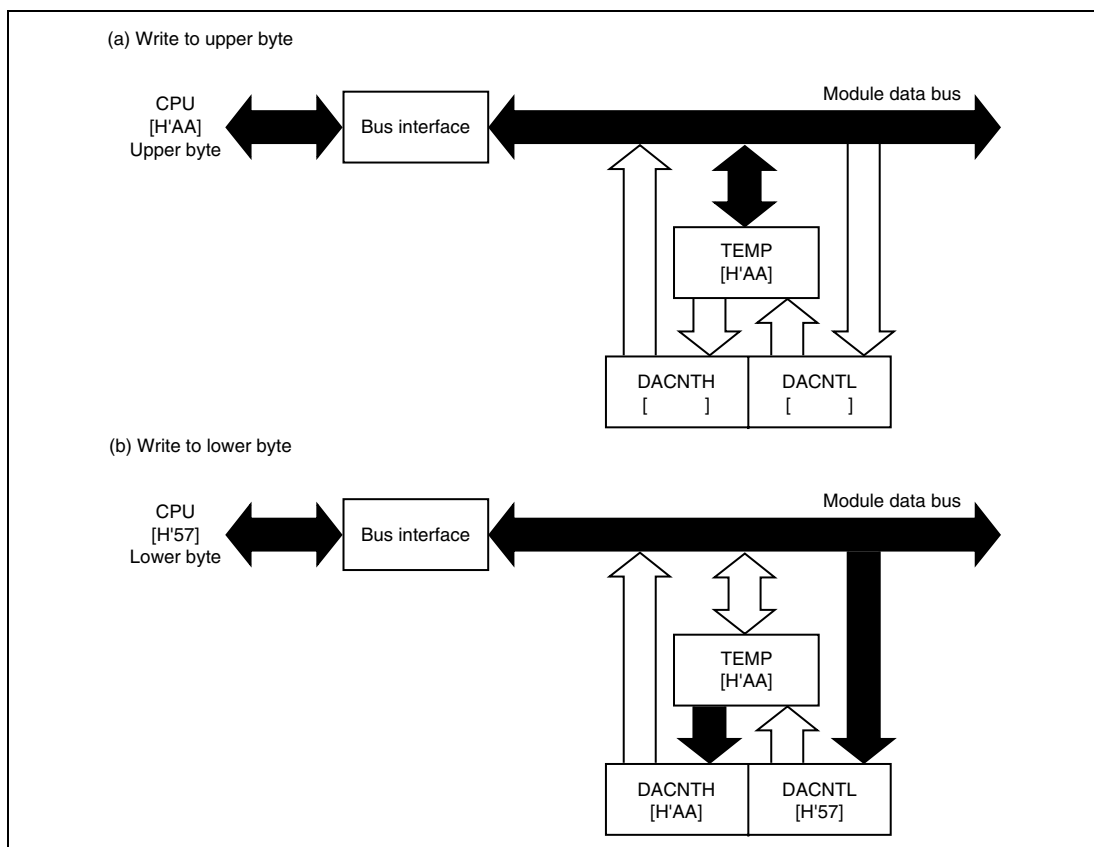 (a) Write to upper byte
CPU
[H'AA]
Upper byte
Bus interface
Module data bus
TEMP
[H'AA]
DACNTH
[ ]
DACNTL
[ ]
(b) Write to lower byte
CPU
[H'57]
Lower byte
Bus interface
Module data bus
TEMP
[H'AA]
DACNTH
[H'AA]
DACNTL
[H'57]